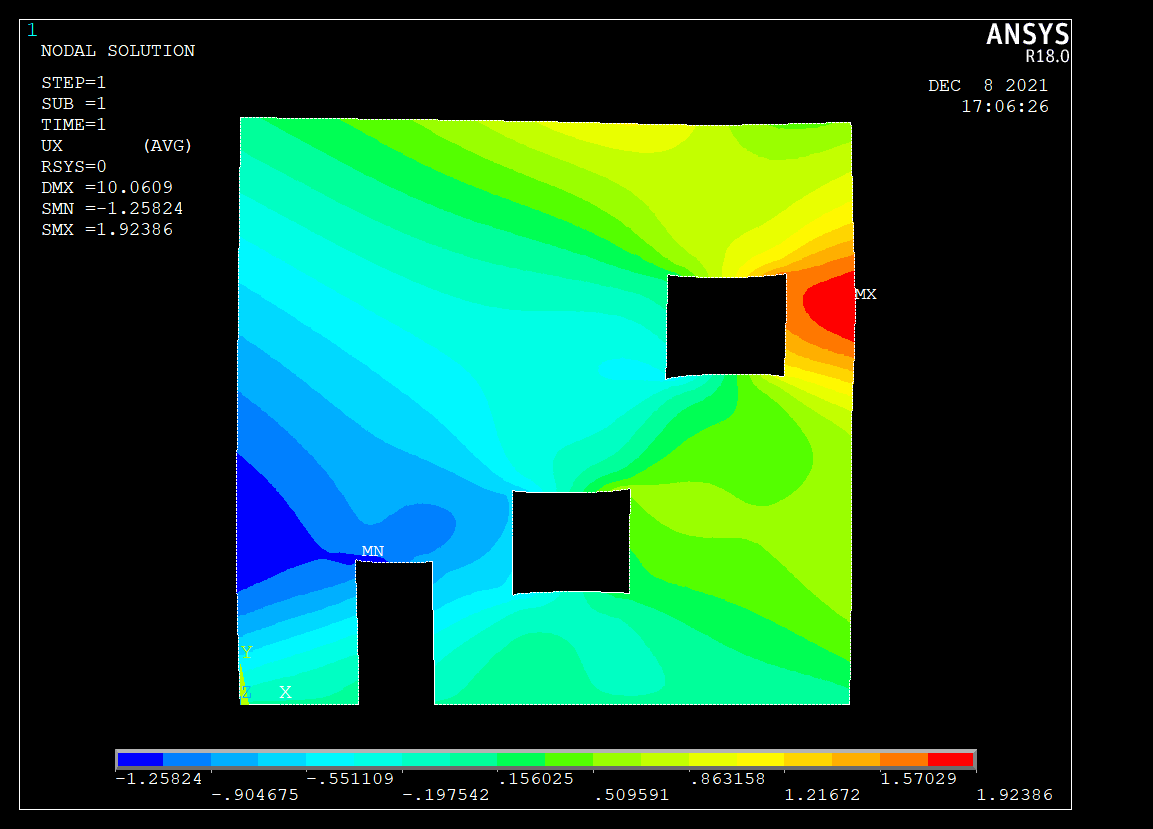 1
ANSYS
R18.0
NODAL SOLUTION
STEP=1
SUB =1
TIME=1
UX (AVG)
RSYS=0
DMX =10.0609
SMN =-1.25824
SMX =1.92386
DEC 8 2021
17:06:26
MX
MN
Y
Z X
-1.25824 -.551109 .156025 .863158 1.57029
-.904675 -.197542 .509591 1.21672 1.92386